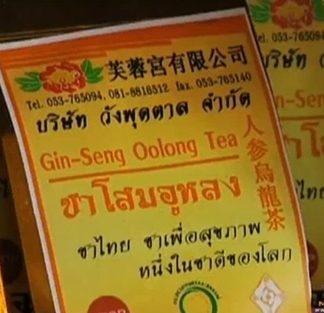 芙蓉宮有限公司
Tel. 053-765094, 081-8816512 fax. 053-765140
บริษัท วังพุดตาล จำกัด
Gin-Seng Oolong Tea
人参烏龍茶
ชาโสมอูหลง
ชาไทย ชาเพื่อสุขภาพ
หนึ่งในชาดีของโลก